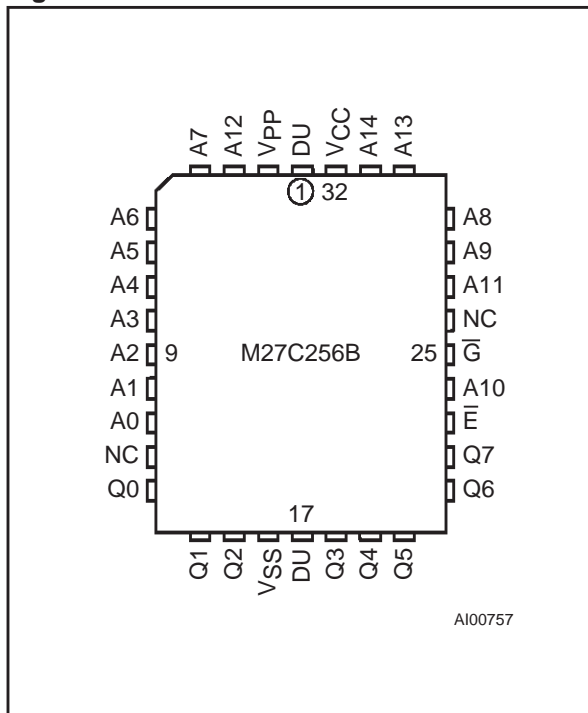 A7 A12 VPP DU VCC A14 A13
1 32
A6 A8
A5 A9
A4 A11
A3 NC
A2 9 M27C256B 25 G̅
A1 A10
A0 E̅
NC Q7
Q0 Q6
17
Q1 Q2 VSS DU Q3 Q4 Q5
AI00757